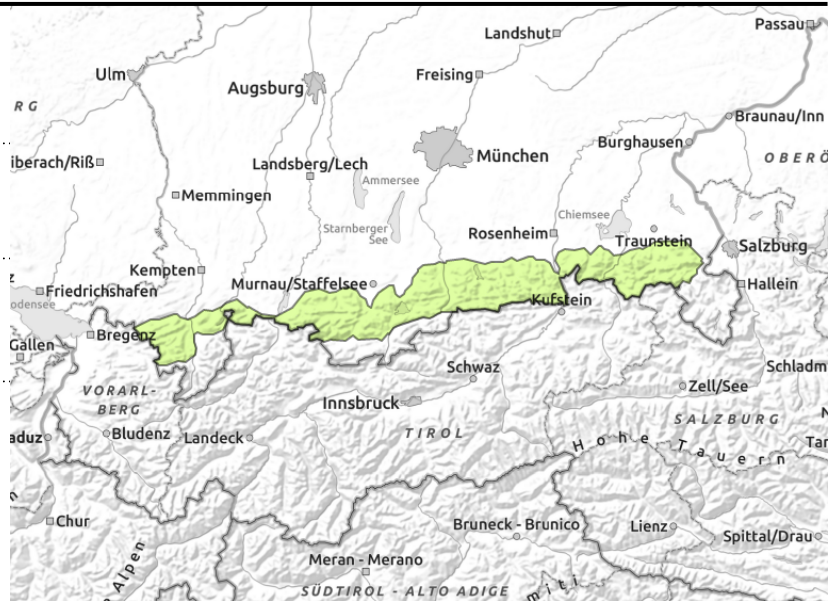 Passau
Landshut
Ulm
Freising
Augsburg
RG
Braunau/Inn
Burghausen
iberach/Riß
Landsberg/Lech
München
OBERÖ
Ammersee
Memmingen
Starnberger
See
Chiemsee
Rosenheim
Traunstein
Salzburg
Kempten
Murnau/Staffelsee
Hallein
z
Friedrichshafen
odensee
Kufstein
Bregenz
Gallen
Schwaz
Schladm
VORARL-
BERG
Zell/See
Innsbruck
SALZBURG
N
Bludenz
Landeck
TIROL
aduz
Hohe Tauern
Tar
n
Chur
Bruneck - Brunico
Lienz
Spittal/Drau
e Alpen
Meran - Merano
SÜDTIROL - ALTO ADIGE
miti